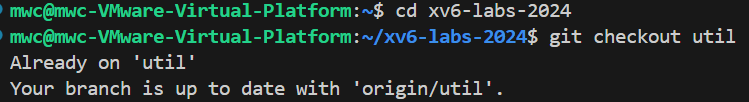 mwc@mwc-VMware-Virtual-Platform:~$ cd xv6-labs-2024
mwc@mwc-VMware-Virtual-Platform:~/xv6-labs-2024$ git checkout util
Already on 'util'
Your branch is up to date with 'origin/util'.